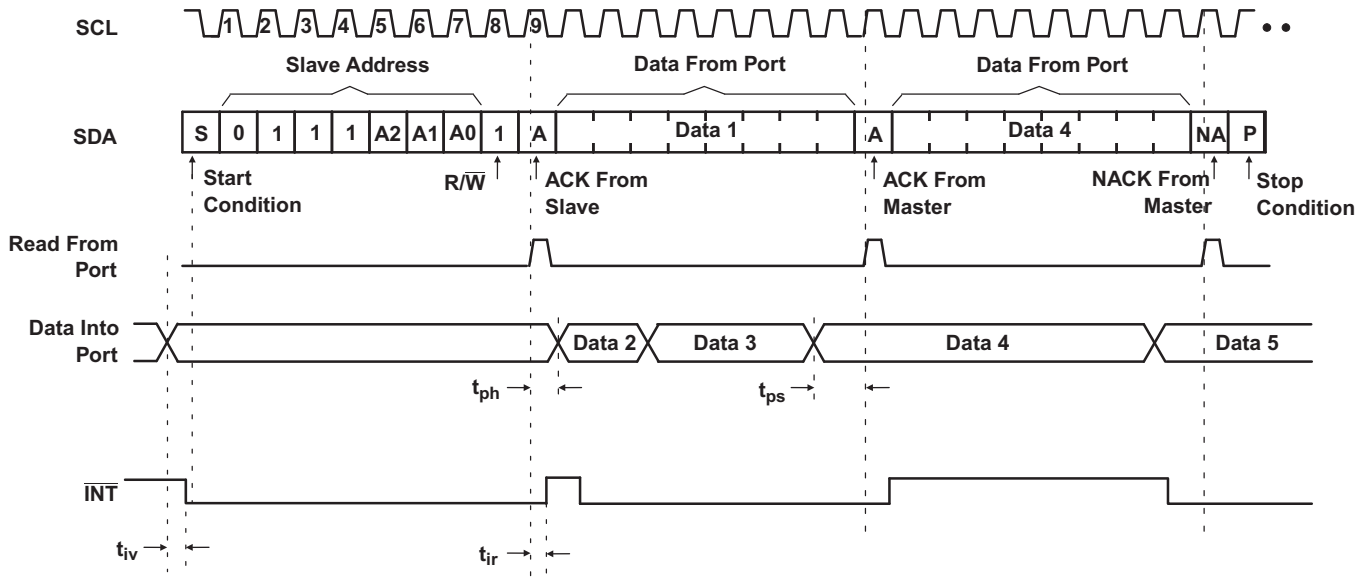 SCL 1 2 3 4 5 6 7 8 9
Slave Address Data From Port Data From Port
SDA S 0 1 1 1 A2 A1 A0 1 A Data 1 A Data 4 NA P
Start
Condition
R/W
ACK From
Slave
ACK From
Master
NACK From
Master
Stop
Condition
Read From
Port
Data Into
Port
Data 2 Data 3 Data 4 Data 5
tph tps
INT
tiv tir